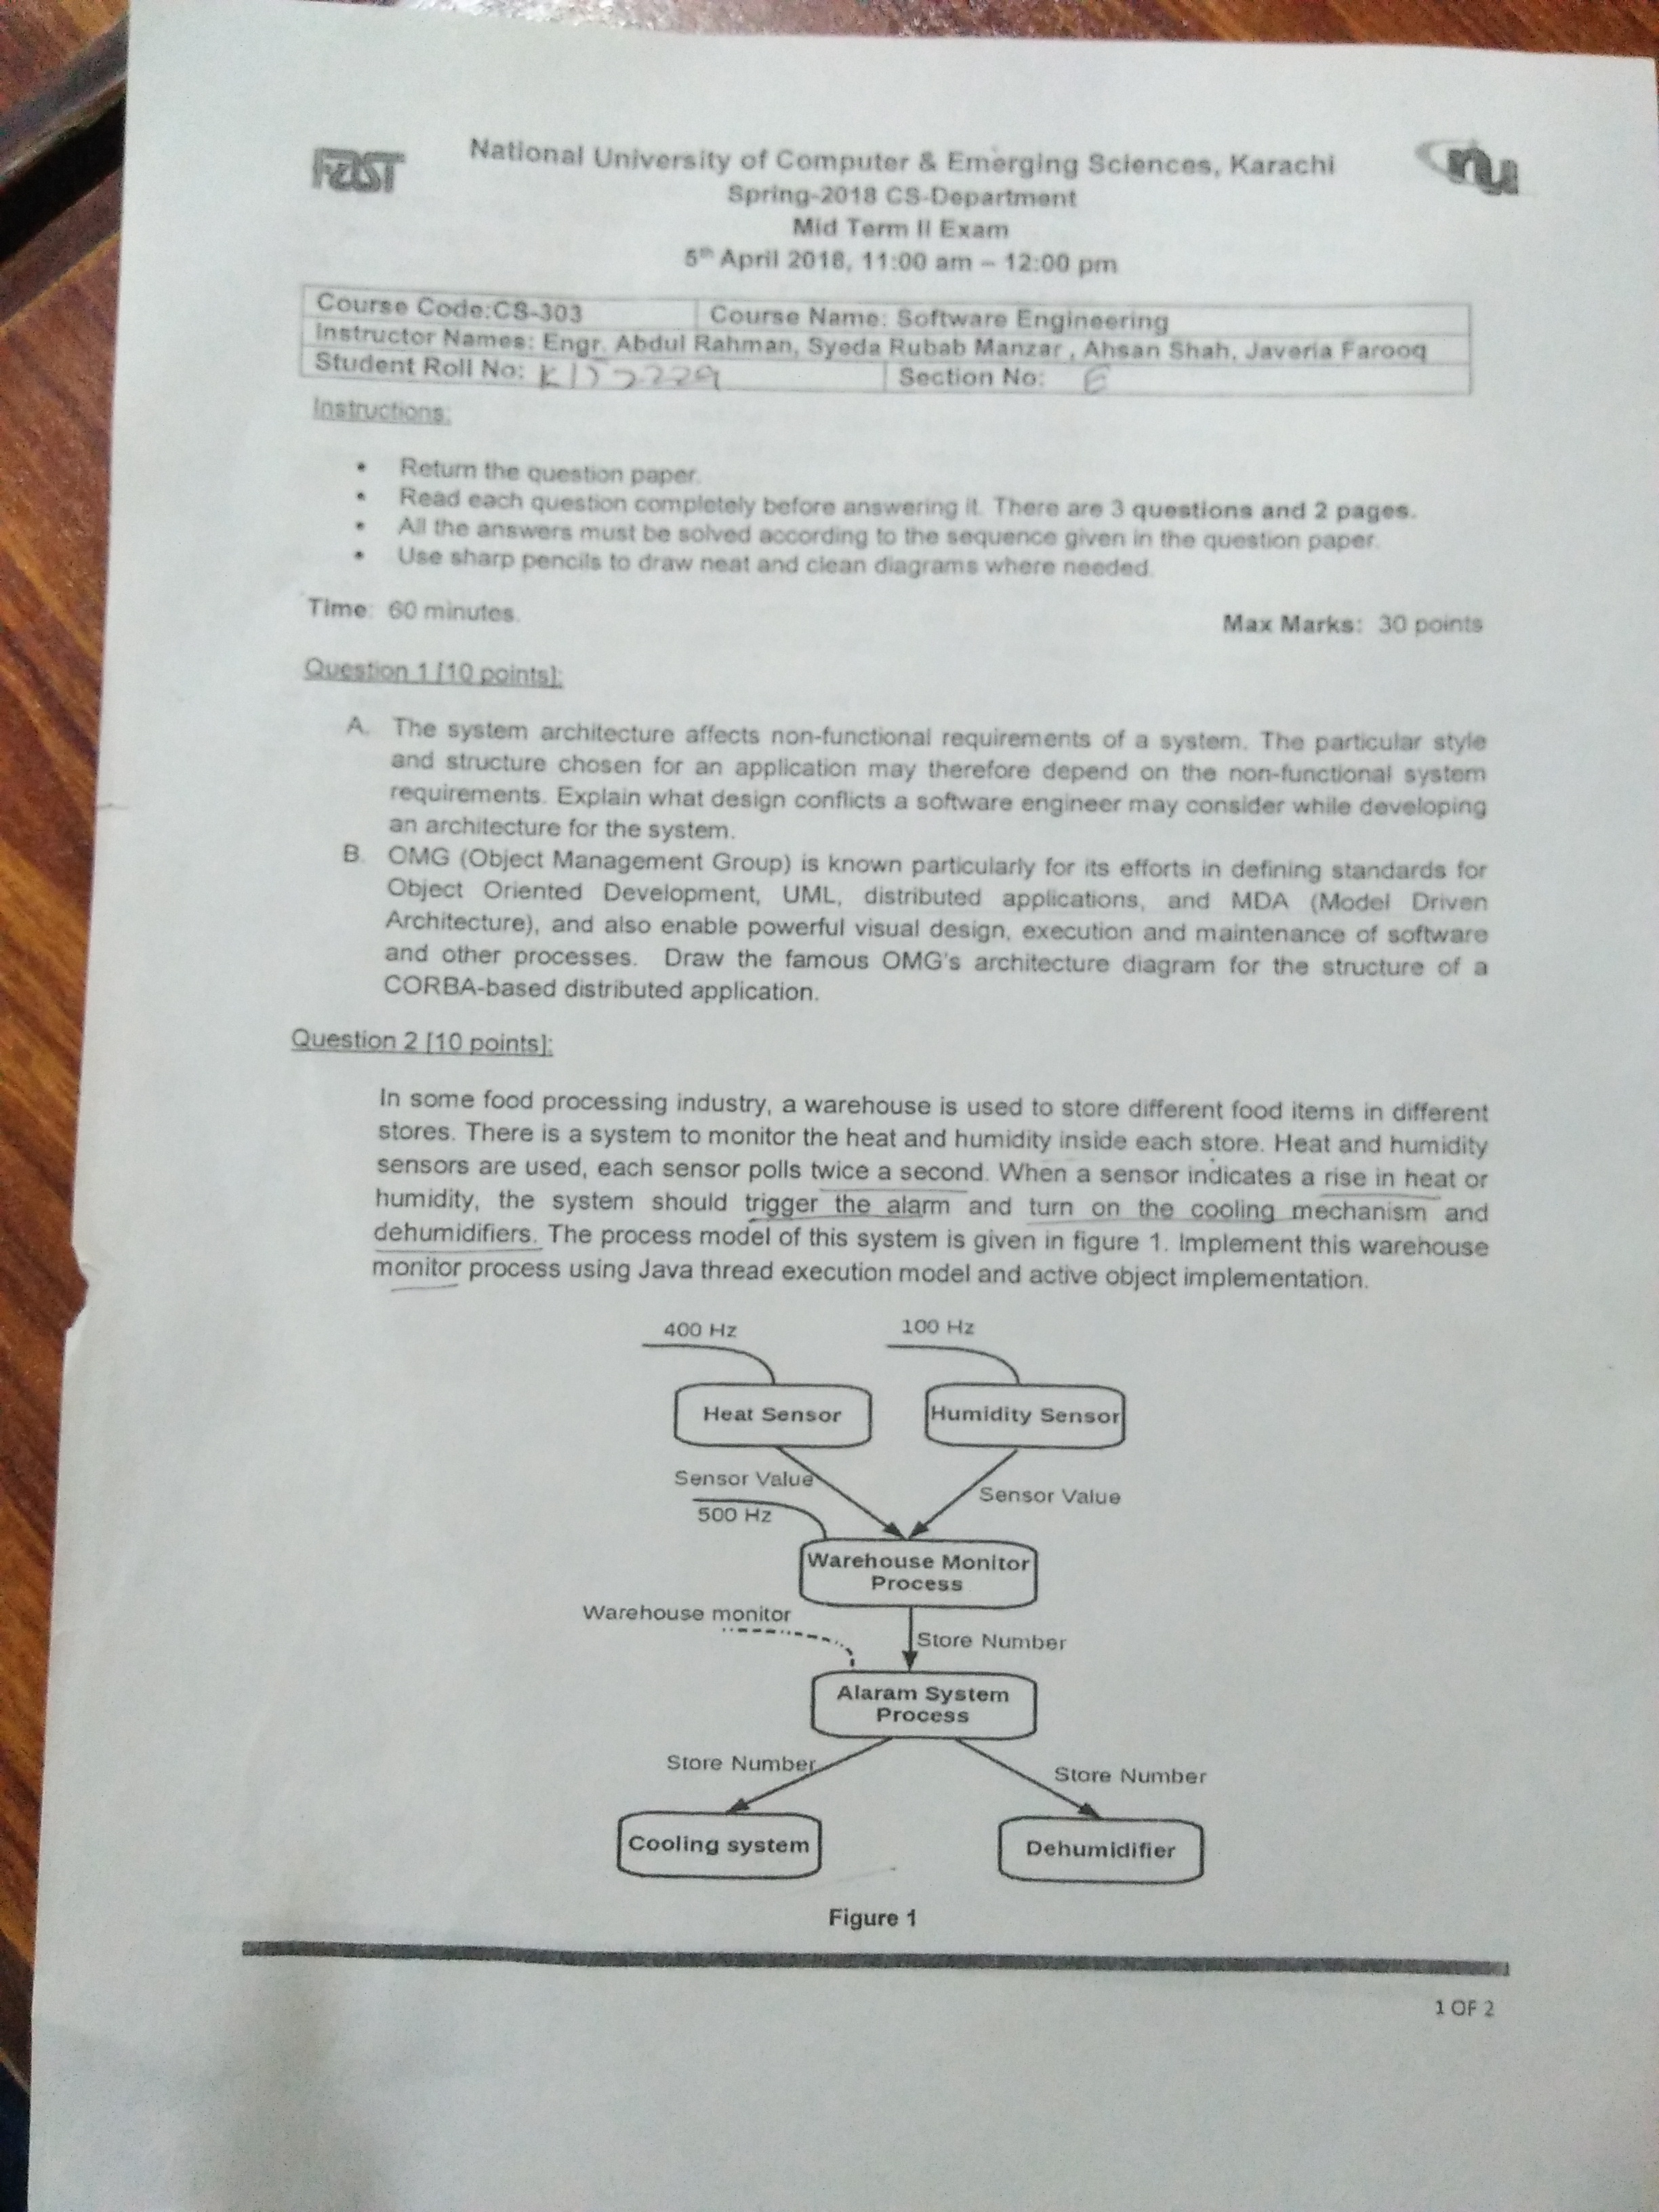 FAST National University of Computer & Emerging Sciences, Karachi nu
Spring-2018 CS-Department
Mid Term II Exam
5th April 2018, 11:00 am – 12:00 pm
Course Code:CS-303 Course Name: Software Engineering
Instructor Names: Engr. Abdul Rahman, Syeda Rubab Manzar , Ahsan Shah, Javeria Farooq
Student Roll No: Section No: E
Instructions:
• Return the question paper.
• Read each question completely before answering it. There are 3 questions and 2 pages.
• All the answers must be solved according to the sequence given in the question paper.
• Use sharp pencils to draw neat and clean diagrams where needed.
Time: 60 minutes. Max Marks: 30 points
Question 1 [10 points]:
A. The system architecture affects non-functional requirements of a system. The particular style
and structure chosen for an application may therefore depend on the non-functional system
requirements. Explain what design conflicts a software engineer may consider while developing
an architecture for the system.
B. OMG (Object Management Group) is known particularly for its efforts in defining standards for
Object Oriented Development, UML, distributed applications, and MDA (Model Driven
Architecture), and also enable powerful visual design, execution and maintenance of software
and other processes. Draw the famous OMG's architecture diagram for the structure of a
CORBA-based distributed application.
Question 2 [10 points]:
In some food processing industry, a warehouse is used to store different food items in different
stores. There is a system to monitor the heat and humidity inside each store. Heat and humidity
sensors are used, each sensor polls twice a second. When a sensor indicates a rise in heat or
humidity, the system should trigger the alarm and turn on the cooling mechanism and
dehumidifiers. The process model of this system is given in figure 1. Implement this warehouse
monitor process using Java thread execution model and active object implementation.
400 Hz 100 Hz
Heat Sensor Humidity Sensor
Sensor Value Sensor Value
500 Hz
Warehouse Monitor
Process
Warehouse monitor
Store Number
Alaram System
Process
Store Number Store Number
Cooling system Dehumidifier
Figure 1
1 OF 2